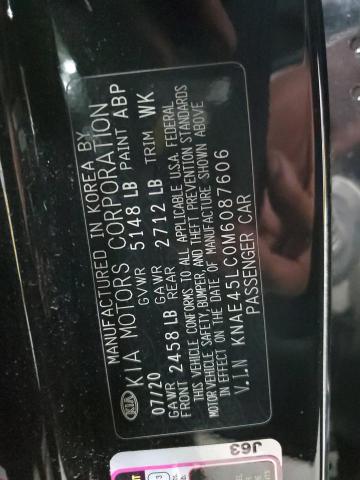 MANUFACTURED IN KOREA BY
KIA KIA MOTORS CORPORATION
07/20 GVWR 5148 LB PAINT ABP
GAWR FRONT 2458 LB GAWR REAR 2712 LB TRIM WK
THIS VEHICLE CONFORMS TO ALL APPLICABLE U.S.A. FEDERAL
MOTOR VEHICLE SAFETY, BUMPER, AND THEFT PREVENTION STANDARDS
IN EFFECT ON THE DATE OF MANUFACTURE SHOWN ABOVE
V.I.N KNAE45LC0M6087606
PASSENGER CAR
J63